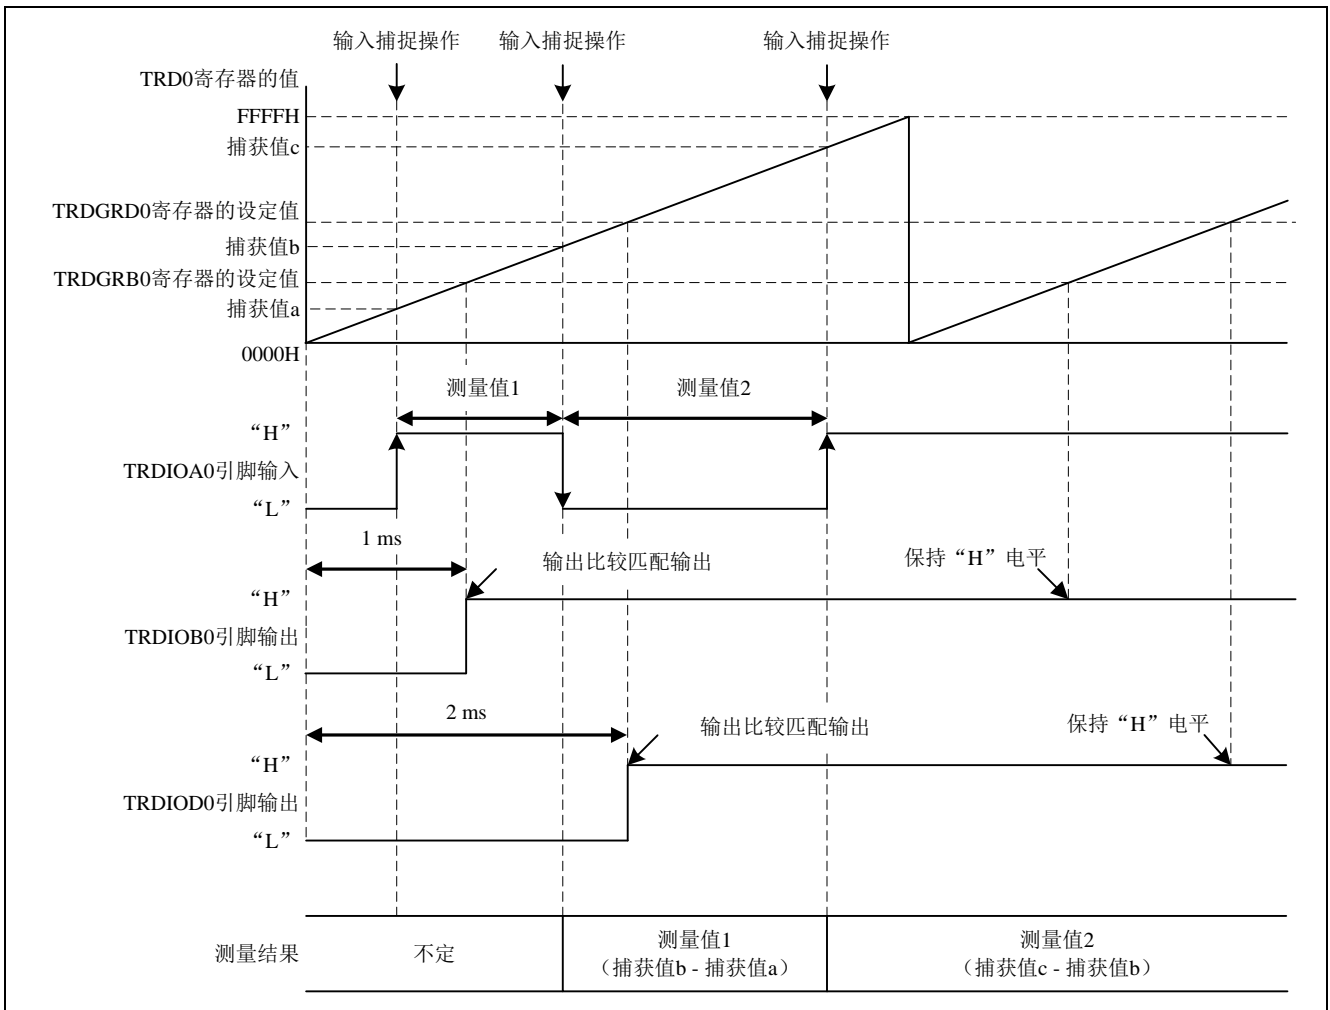 输入捕捉操作 输入捕捉操作 输入捕捉操作
TRD0寄存器的值
FFFFH
捕获值c
TRDGRD0寄存器的设定值
捕获值b
TRDGRB0寄存器的设定值
捕获值a
0000H
测量值1 测量值2
“H”
TRDIOA0引脚输入
“L”
1 ms
输出比较匹配输出 保持“H”电平
“H”
TRDIOB0引脚输出
“L”
2 ms
输出比较匹配输出 保持“H”电平
“H”
TRDIOD0引脚输出
“L”
测量结果 不定
测量值1
（捕获值b - 捕获值a）
测量值2
（捕获值c - 捕获值b）